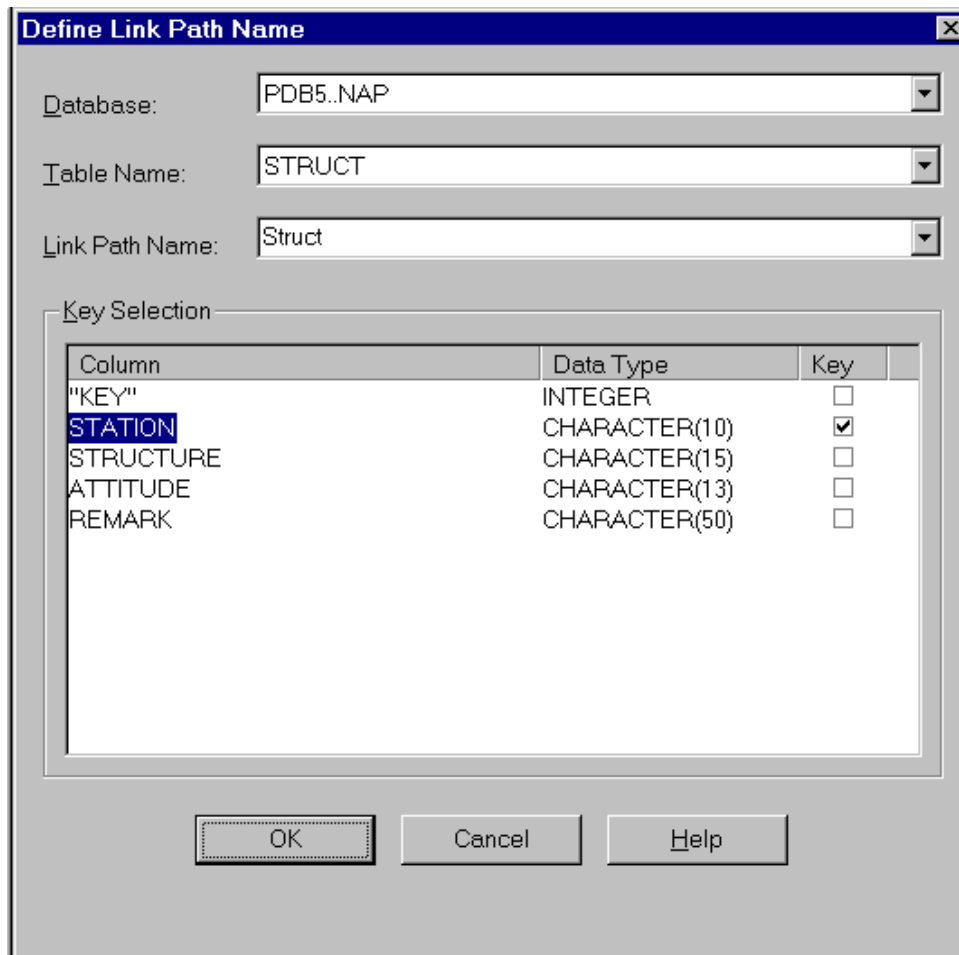 Define Link Path Name
Database: PDB5..NAP
Table Name: STRUCT
Link Path Name: Struct
Key Selection
Column Data Type Key
"KEY" INTEGER
STATION CHARACTER(10)
STRUCTURE CHARACTER(15)
ATTITUDE CHARACTER(13)
REMARK CHARACTER(50)
OK Cancel Help